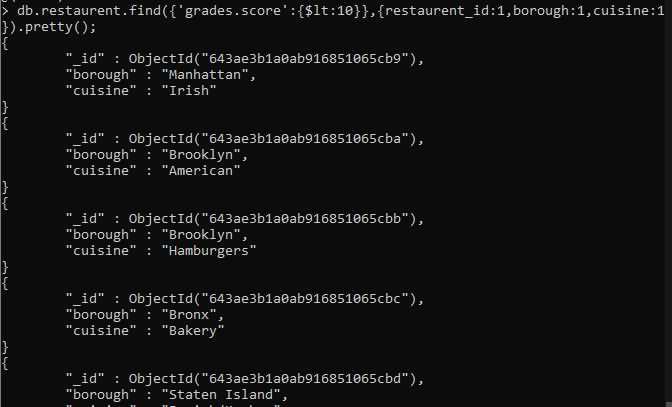 > db.restaurent.find({'grades.score':{$lt:10}},{restaurent_id:1,borough:1,cuisine:1
}).pretty();
{
"_id" : ObjectId("643ae3b1a0ab916851065cb9"),
"borough" : "Manhattan",
"cuisine" : "Irish"
}
{
"_id" : ObjectId("643ae3b1a0ab916851065cba"),
"borough" : "Brooklyn",
"cuisine" : "American"
}
{
"_id" : ObjectId("643ae3b1a0ab916851065cbb"),
"borough" : "Brooklyn",
"cuisine" : "Hamburgers"
}
{
"_id" : ObjectId("643ae3b1a0ab916851065cbc"),
"borough" : "Bronx",
"cuisine" : "Bakery"
}
{
"_id" : ObjectId("643ae3b1a0ab916851065cbd"),
"borough" : "Staten Island",